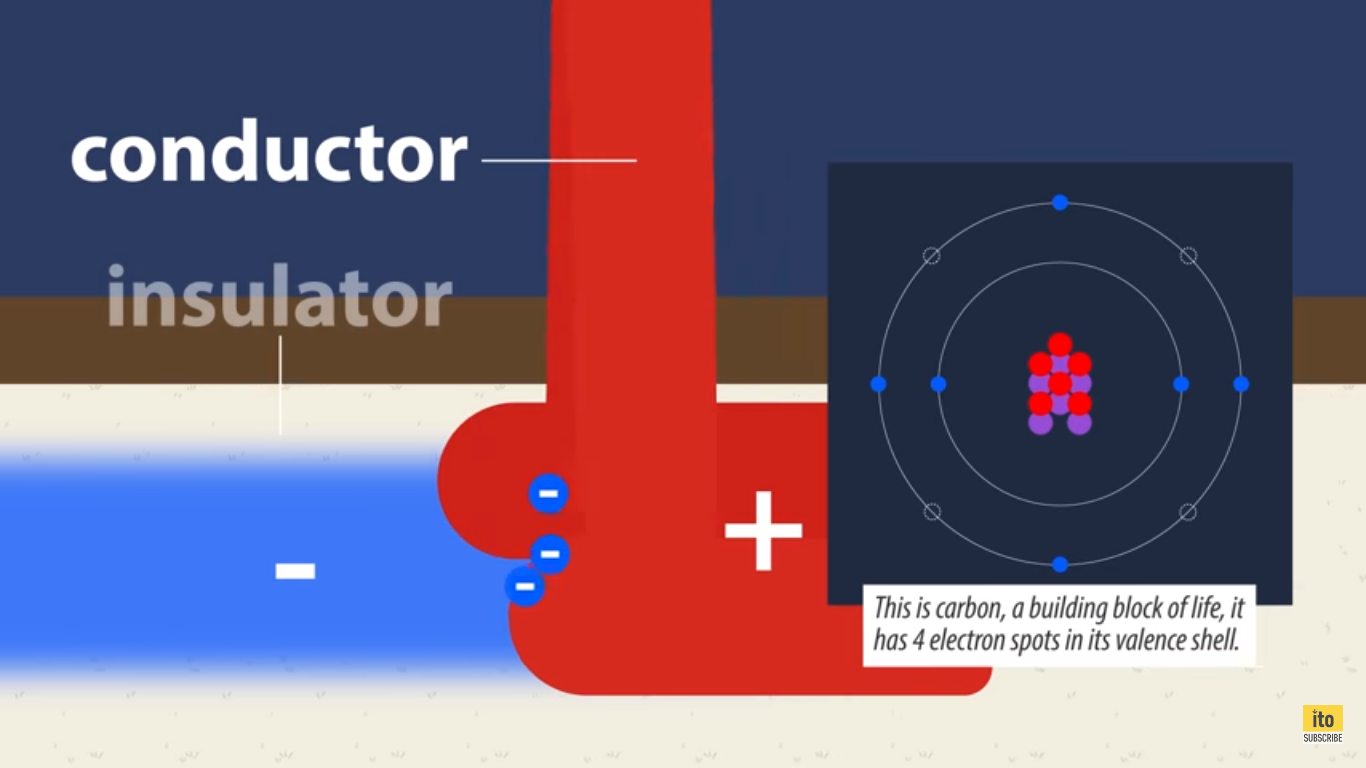 conductor
insulator
-
-
-
-
+
This is carbon, a building block of life, it
has 4 electron spots in its valence shell.
ito
SUBSCRIBE